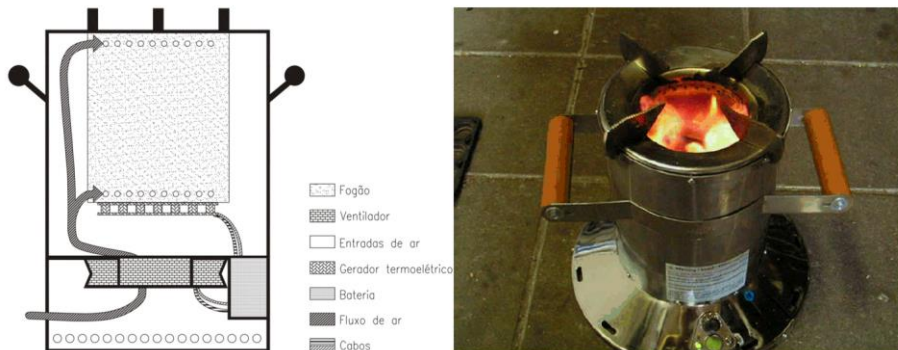 Fogão
Ventilador
Entradas de ar
Gerador termoelétrico
Bateria
Fluxo de ar
Cabos